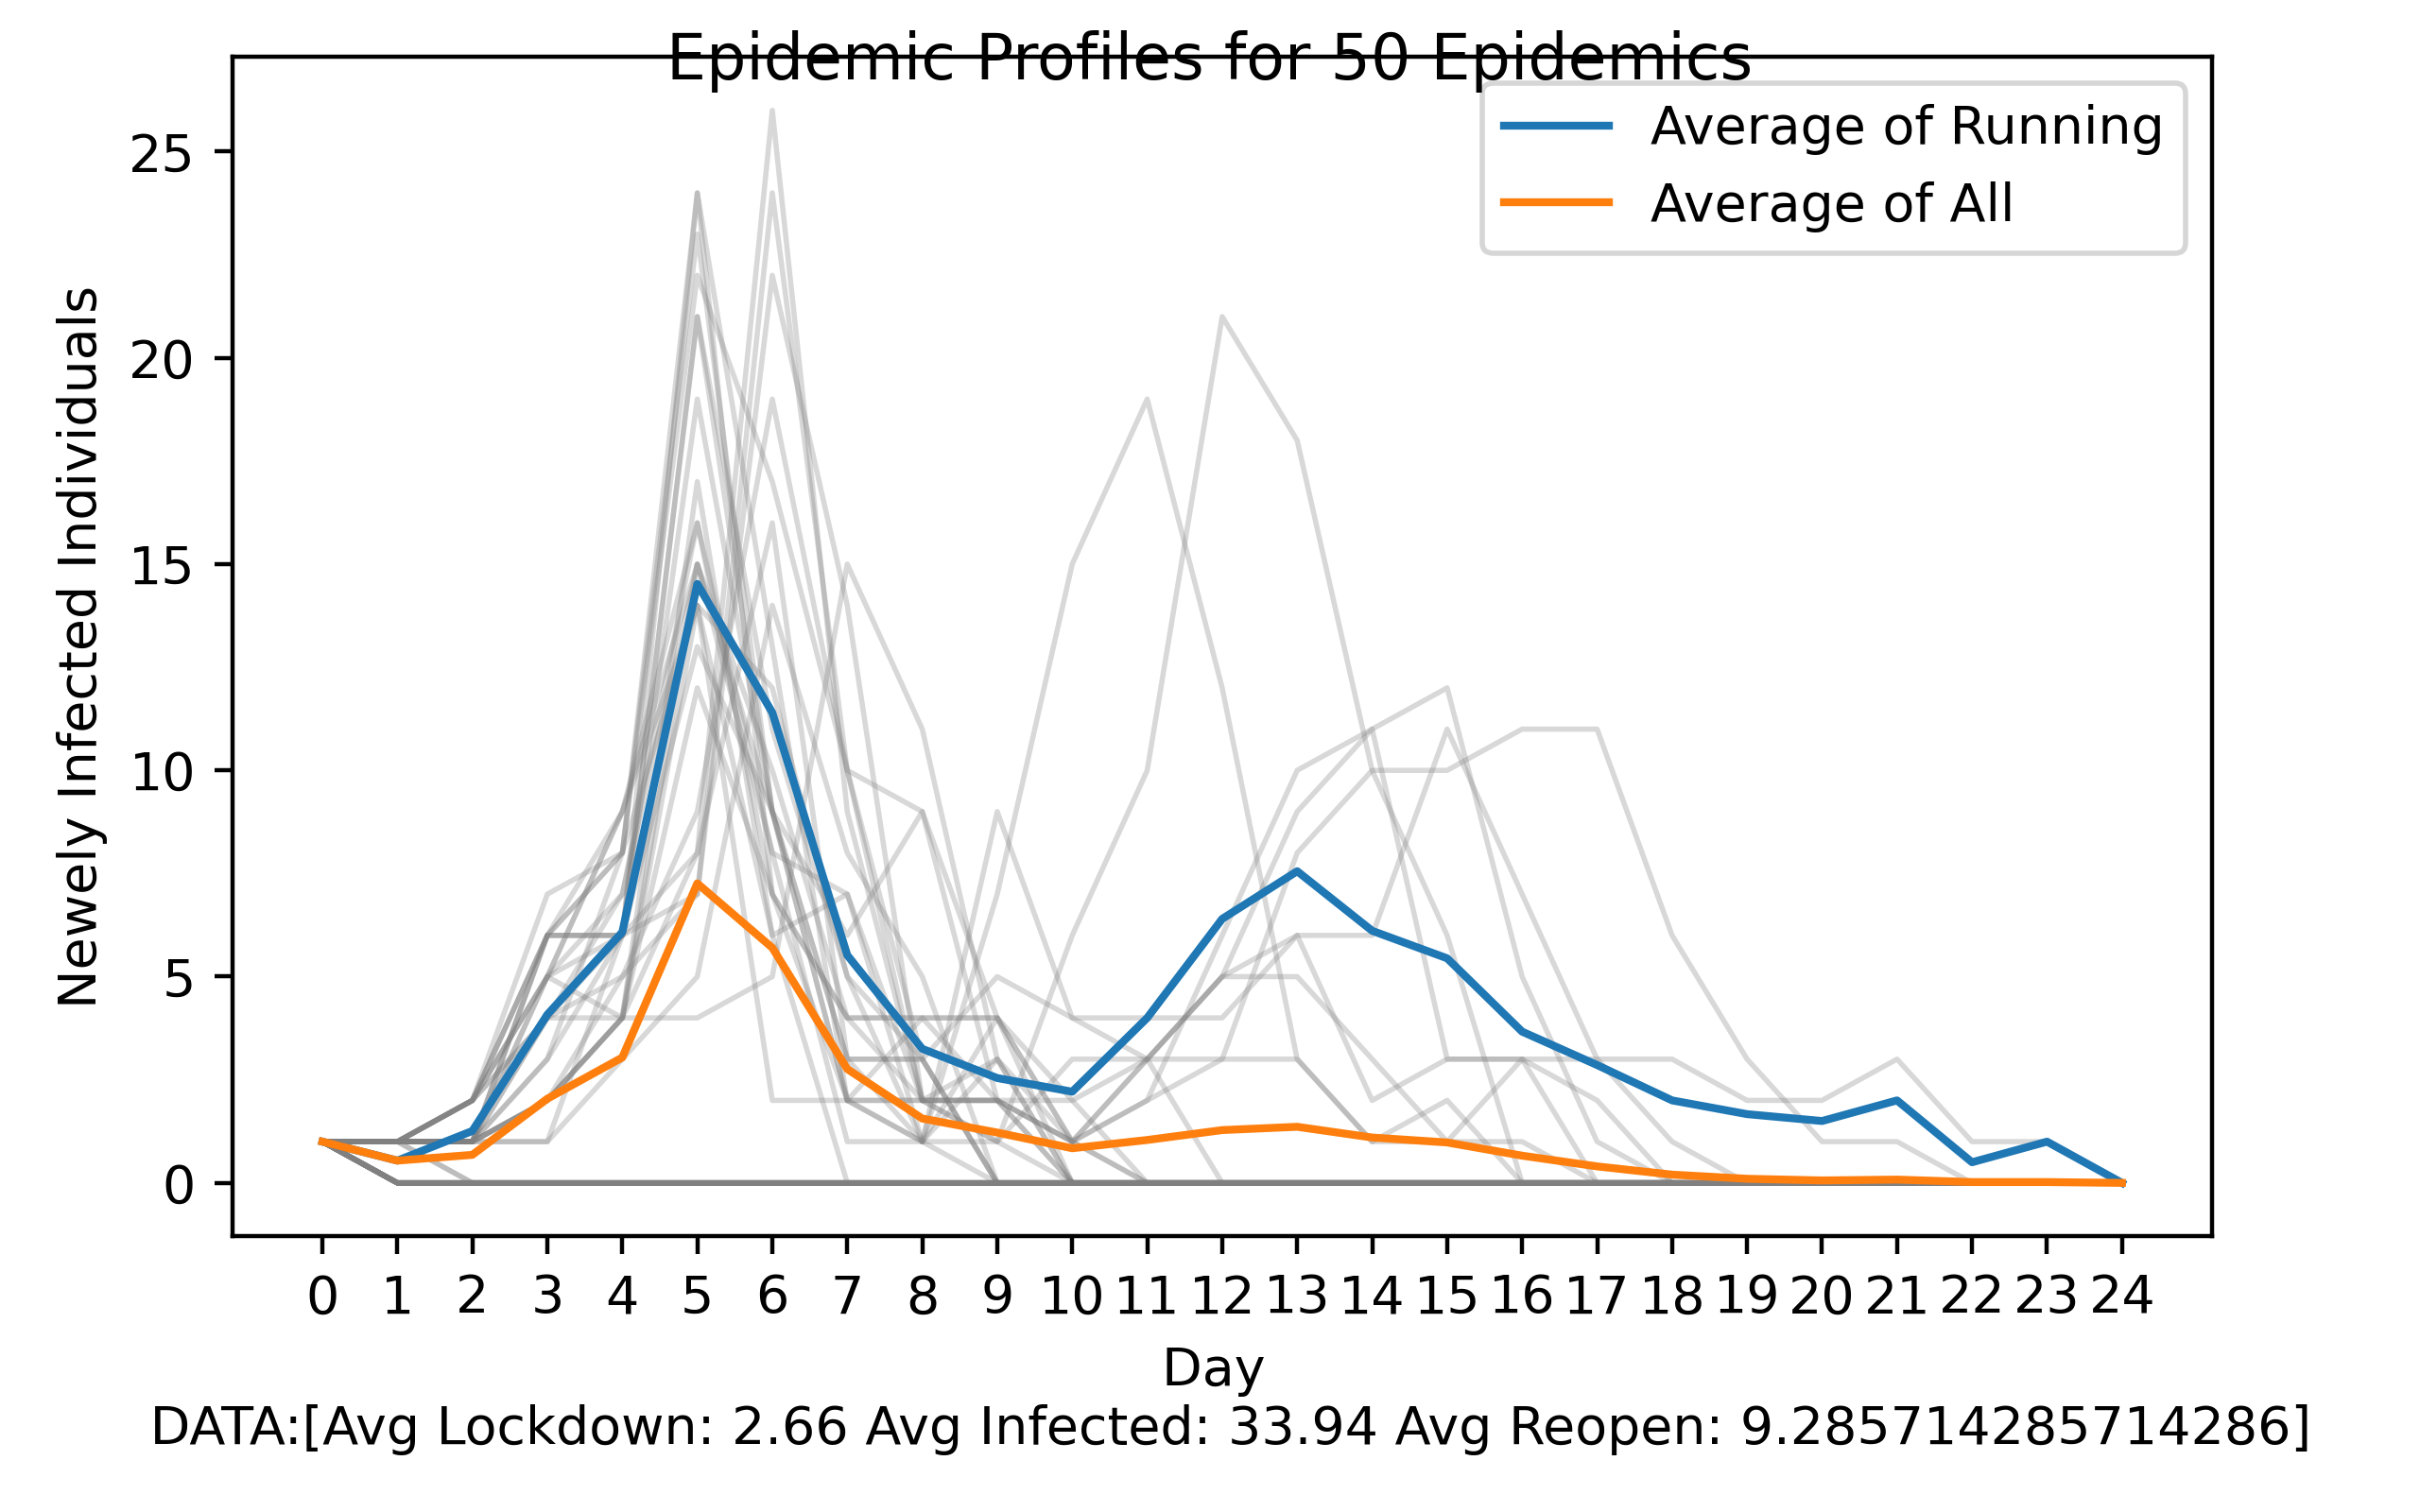 Epidemic Profiles for 50 Epidemics
Average of Running
Average of All
Newely Infected Individuals
25
20
15
10
5
0
0 1 2 3 4 5 6 7 8 9 10 11 12 13 14 15 16 17 18 19 20 21 22 23 24
Day
DATA:[Avg Lockdown: 2.66 Avg Infected: 33.94 Avg Reopen: 9.285714285714286]